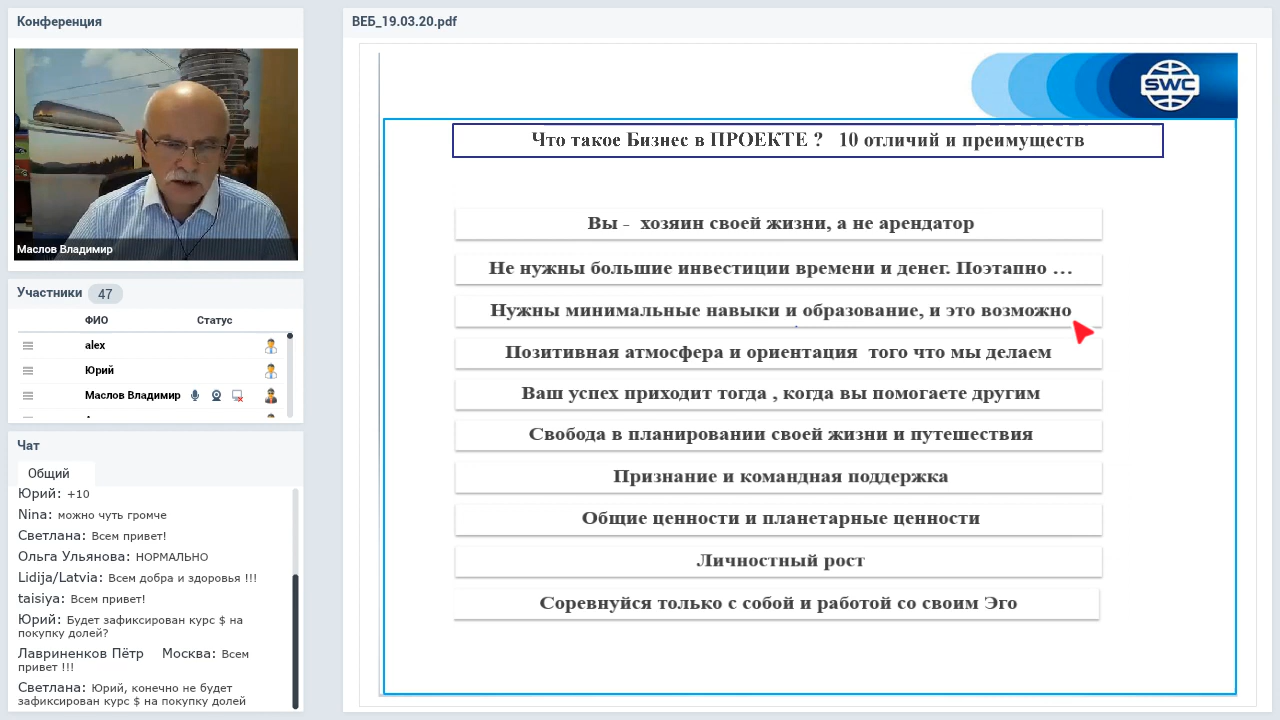 Конференция
Маслов Владимир
Участники 47
ФИО Статус
alex
Юрий
Маслов Владимир
Чат
Общий
Юрий: +10
Nina: можно чуть громче
Светлана: Всем привет!
Ольга Ульянова: НОРМАЛЬНО
Lidija/Latvia: Всем добра и здоровья !!!
taisiya: Всем привет!
Юрий: Будет зафиксирован курс $ на
покупку долей?
Лавриненков Пётр Москва: Всем
привет !!!
Светлана: Юрий, конечно не будет
зафиксирован курс $ на покупку долей
ВЕБ_19.03.20.pdf
SWC
Что такое Бизнес в ПРОЕКТЕ ? 10 отличий и преимуществ
Вы - хозяин своей жизни, а не арендатор
Не нужны большие инвестиции времени и денег. Поэтапно ...
Нужны минимальные навыки и образование, и это возможно
Позитивная атмосфера и ориентация того что мы делаем
Ваш успех приходит тогда , когда вы помогаете другим
Свобода в планировании своей жизни и путешествия
Признание и командная поддержка
Общие ценности и планетарные ценности
Личностный рост
Соревнуйся только с собой и работой со своим Эго